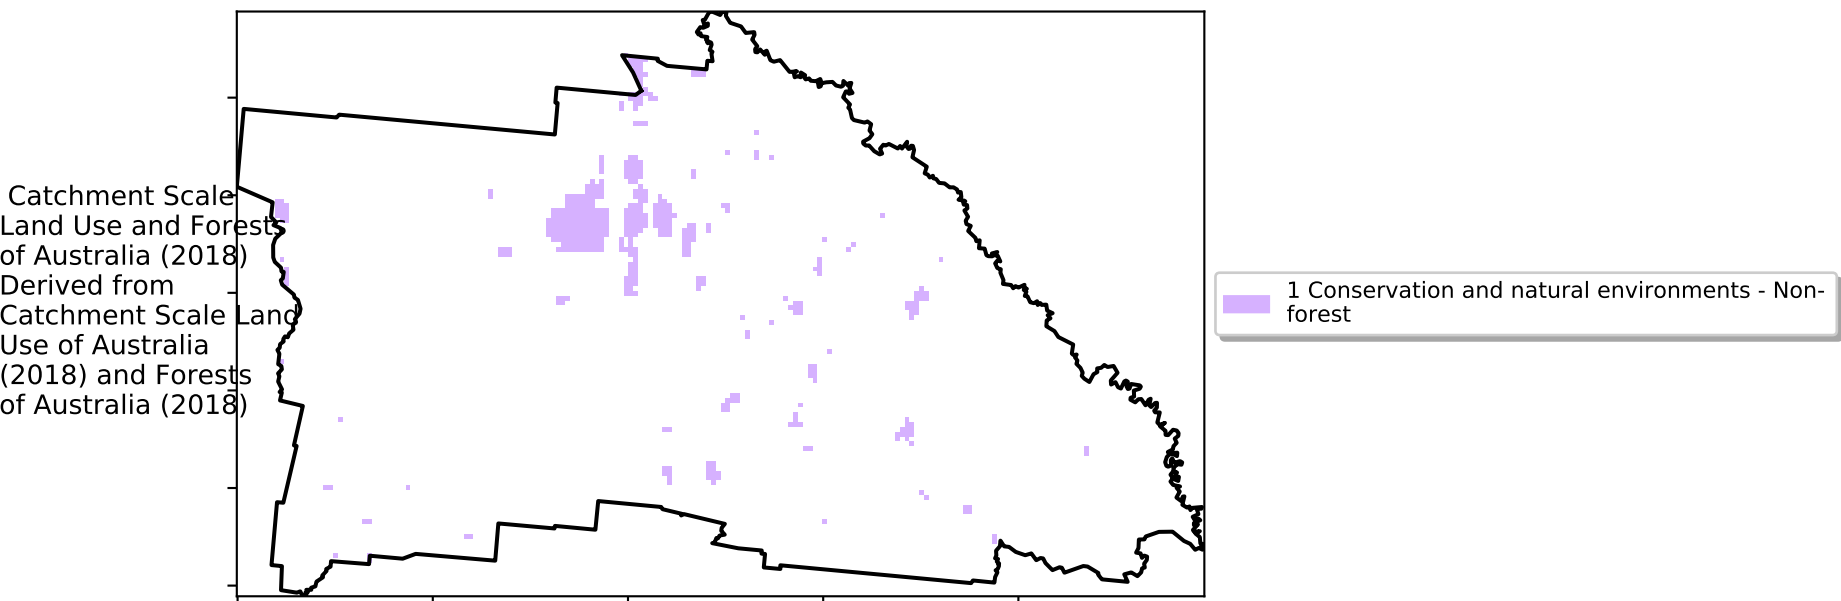 Catchment Scale
Land Use and Forests
of Australia (2018)
Derived from
Catchment Scale Land
Use of Australia
(2018) and Forests
of Australia (2018)
1 Conservation and natural environments - Non-
forest